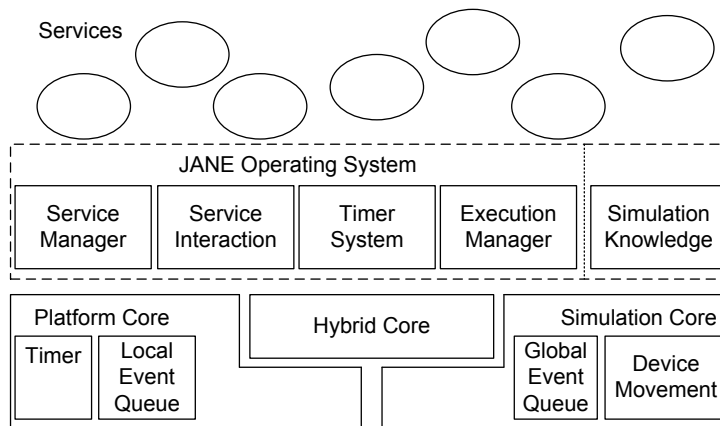 Services
JANE Operating System
Service
Manager
Service
Interaction
Timer
System
Execution
Manager
Simulation
Knowledge
Platform Core
Timer
Local
Event
Queue
Hybrid Core
Simulation Core
Global
Event
Queue
Device
Movement